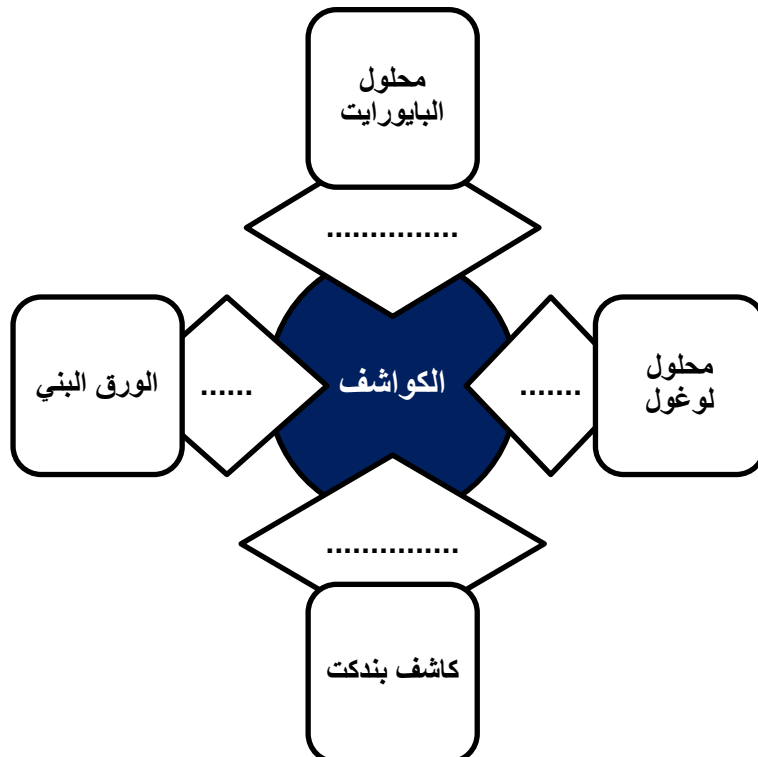 محلول
البايورايت
...............
الورق البني
......
الكواشف
.......
محلول
لوغول
...............
كاشف بندكت